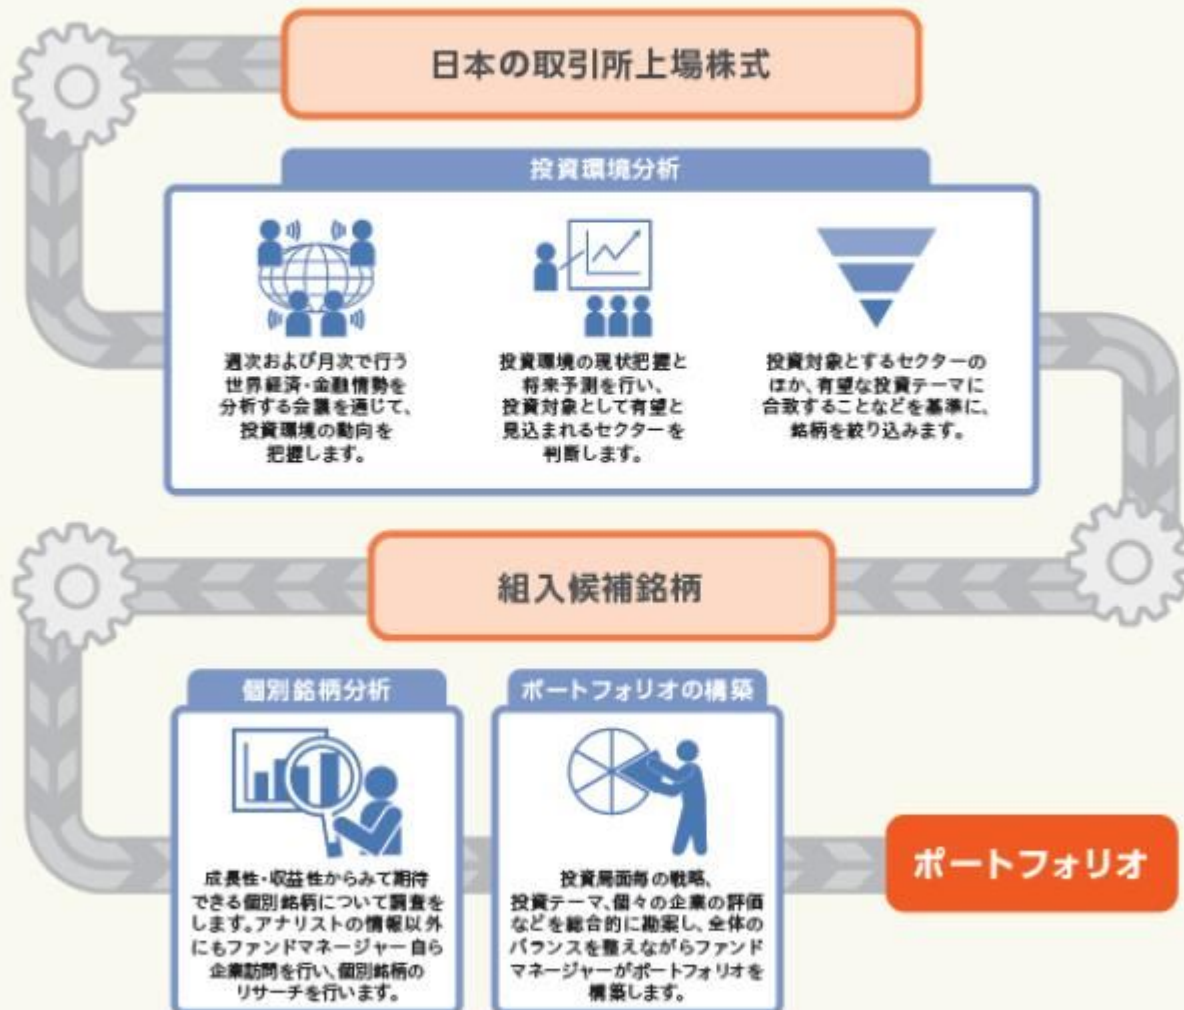 日本の取引所上場株式
投資環境分析
週次および月次で行う
世界経済・金融情勢を
分析する会議を通じて、
投資環境の動向を
把握します。
投資環境の現状把握と
将来予測を行い、
投資対象として有望と
見込まれるセクターを
判断します。
投資対象とするセクターの
ほか、有望な投資テーマに
合致することなどを基準に、
銘柄を絞り込みます。
組入候補銘柄
個別銘柄分析
成長性・収益性からみて期待
できる個別銘柄について調査を
します。アナリストの情報以外
にもファンドマネージャー自ら
企業訪問を行い、個別銘柄の
リサーチを行います。
ポートフォリオの構築
投資局面毎の戦略、
投資テーマ、個々の企業の評価
などを総合的に勘案し、全体の
バランスを整えながらファンド
マネージャーがポートフォリオを
構築します。
ポートフォリオ